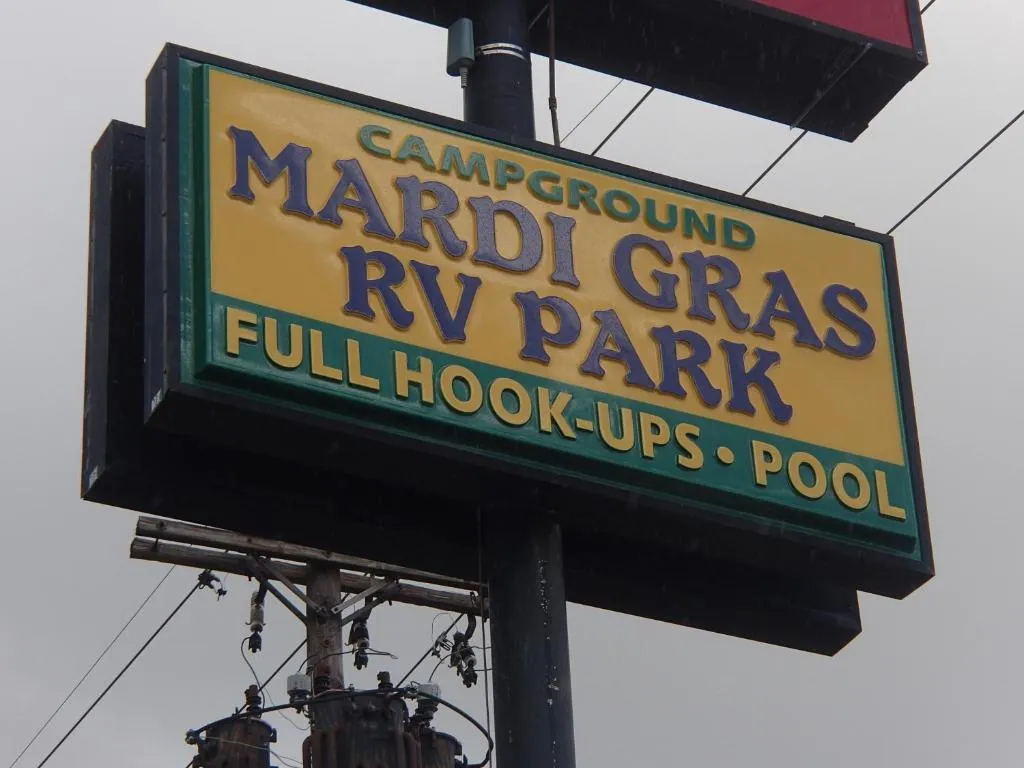 CAMPGROUND
MARDI GRAS
RV PARK
FULL HOOK-UPS • POOL